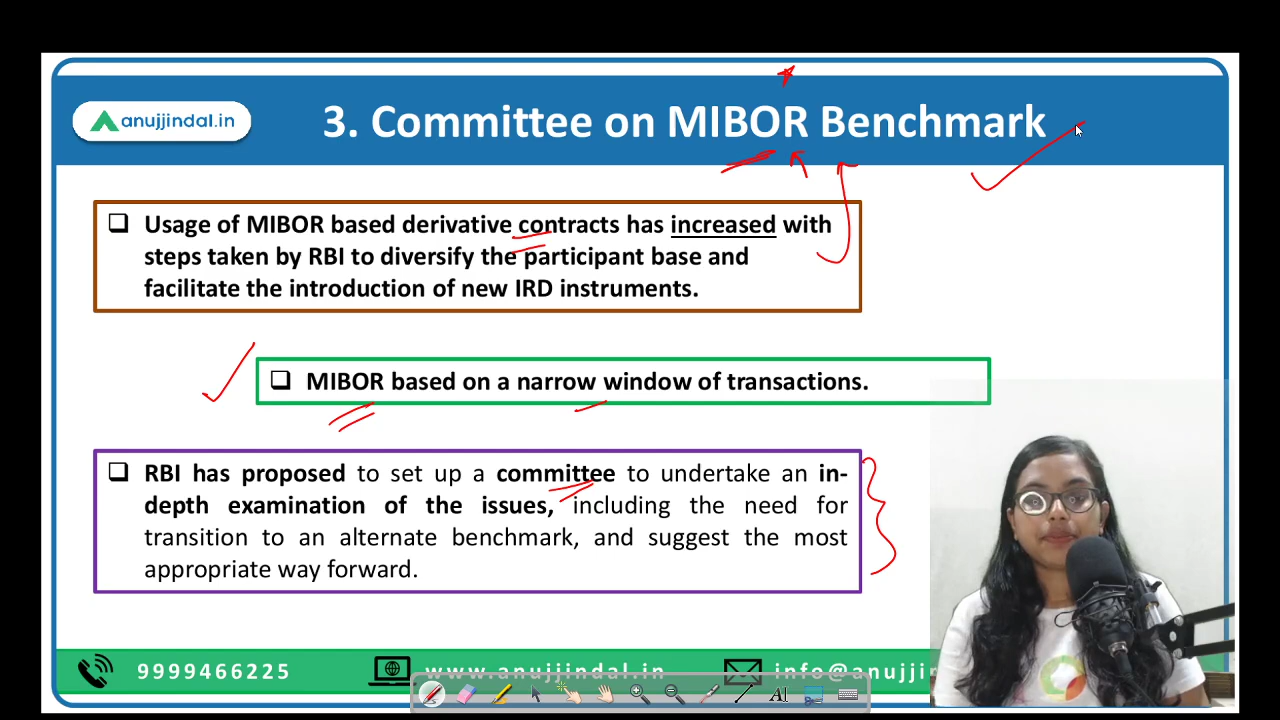 anujjindal.in
3. Committee on MIBOR Benchmark
Usage of MIBOR based derivative contracts has increased with
steps taken by RBI to diversify the participant base and
facilitate the introduction of new IRD instruments.
MIBOR based on a narrow window of transactions.
RBI has proposed to set up a committee to undertake an in-
depth examination of the issues, including the need for
transition to an alternate benchmark, and suggest the most
appropriate way forward.
9999466225
www.anujjindal.in
info@anujji
AI